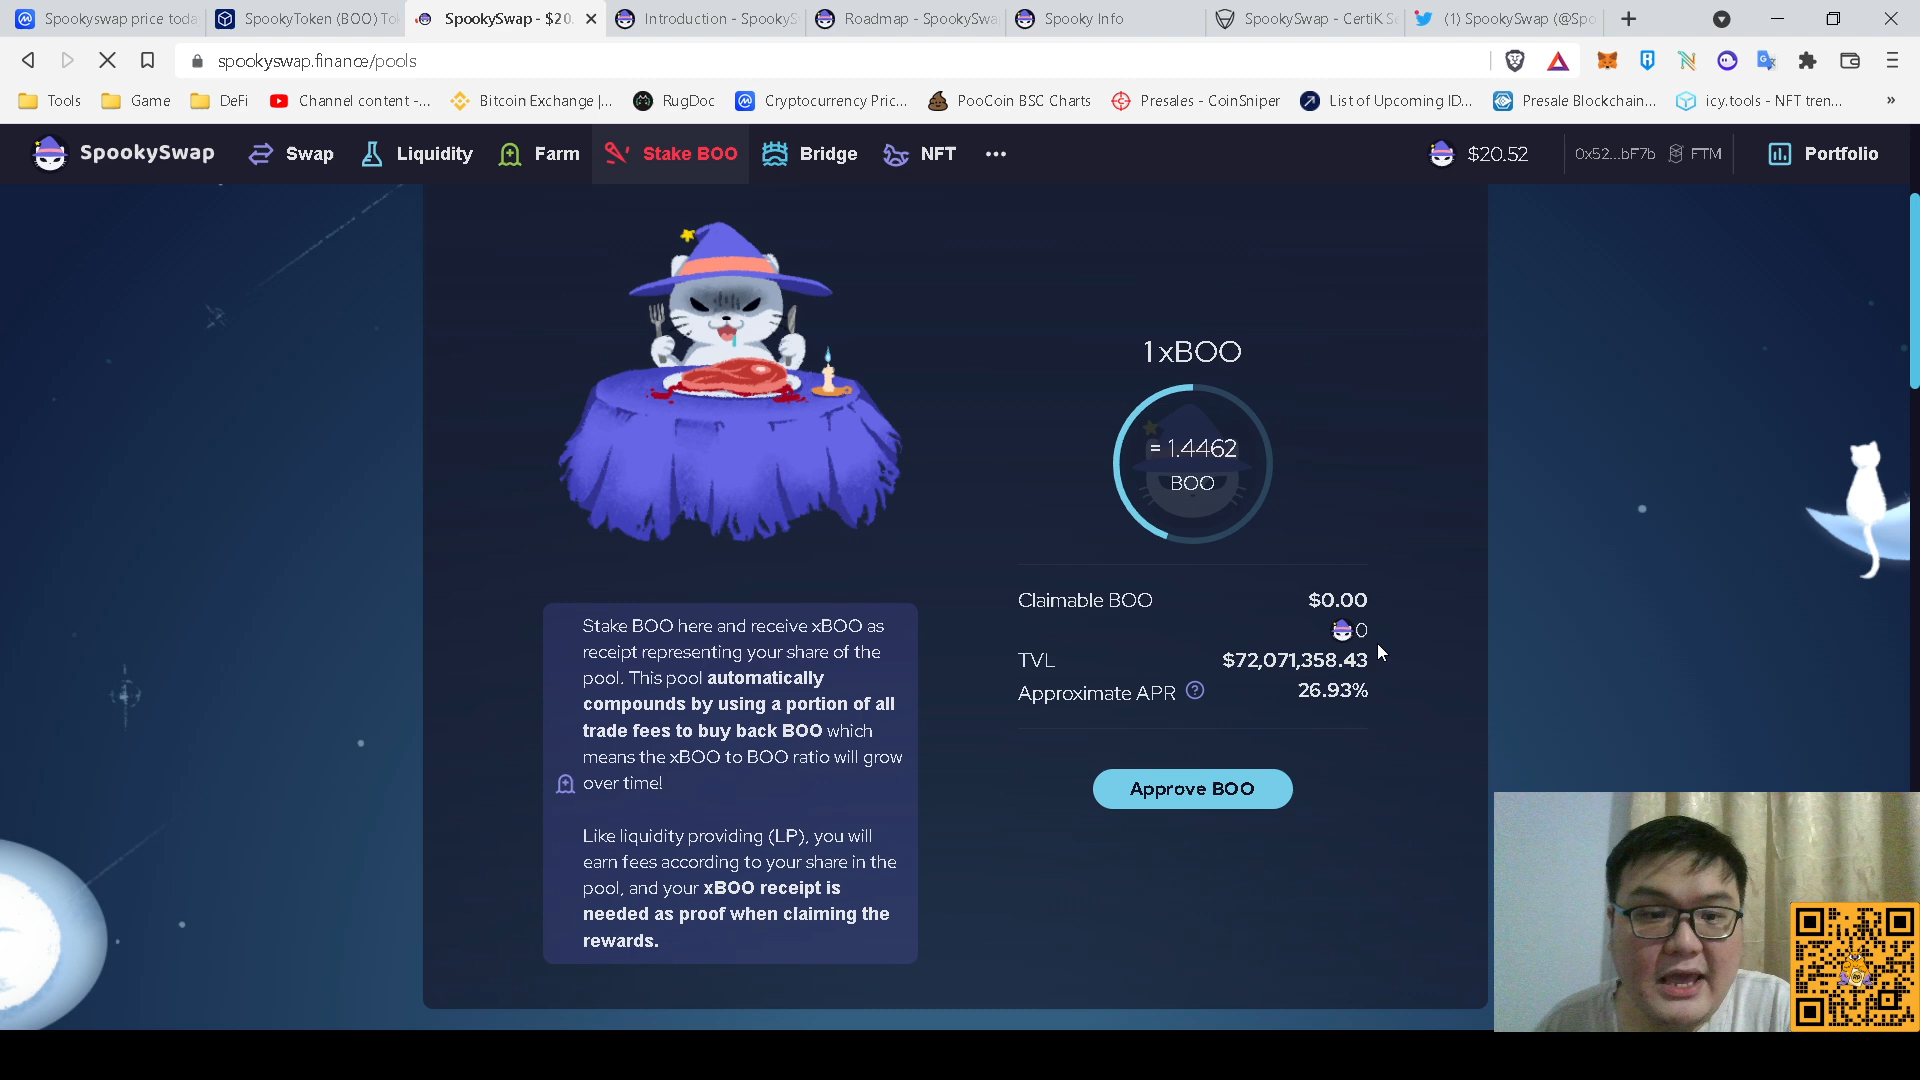 Spookyswap price toda
SpookyToken (BOO) To
SpookySwap - $20.
Introduction - SpookyS
Roadmap - SpookySwa
Spooky Info
SpookySwap - CertiK S
(1) SpookySwap (@Spo
spookyswap.finance/pools
Tools
Game
DeFi
Channel content -...
Bitcoin Exchange |...
RugDoc
Cryptocurrency Pric...
PooCoin BSC Charts
Presales - CoinSniper
List of Upcoming ID...
Presale Blockchain...
icy.tools - NFT tren...
»
SpookySwap
Swap
Liquidity
Farm
Stake BOO
Bridge
NFT
$20.52
0x52...bF7b
FTM
Portfolio
1 xBOO
= 1.4462
BOO
Claimable BOO
$0.00
0
TVL
$72,071,358.43
Approximate APR ?
26.93%
Approve BOO
Stake BOO here and receive xBOO as
receipt representing your share of the
pool. This pool automatically
compounds by using a portion of all
trade fees to buy back BOO which
means the xBOO to BOO ratio will grow
over time!
Like liquidity providing (LP), you will
earn fees according to your share in the
pool, and your xBOO receipt is
needed as proof when claiming the
rewards.